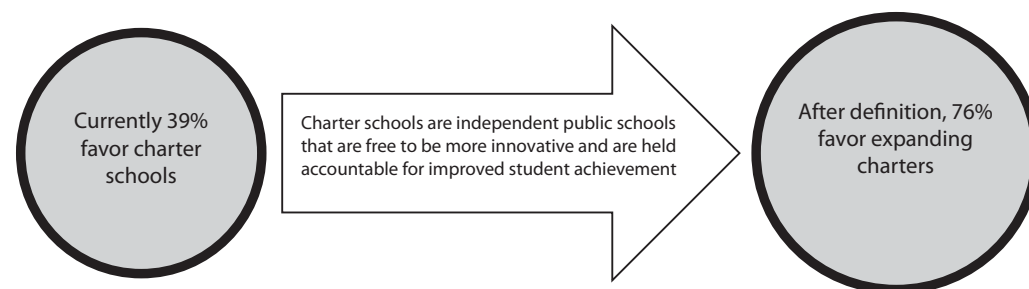 Currently 39%
favor charter
schools
Charter schools are independent public schools
that are free to be more innovative and are held
accountable for improved student achievement
After definition, 76%
favor expanding
charters